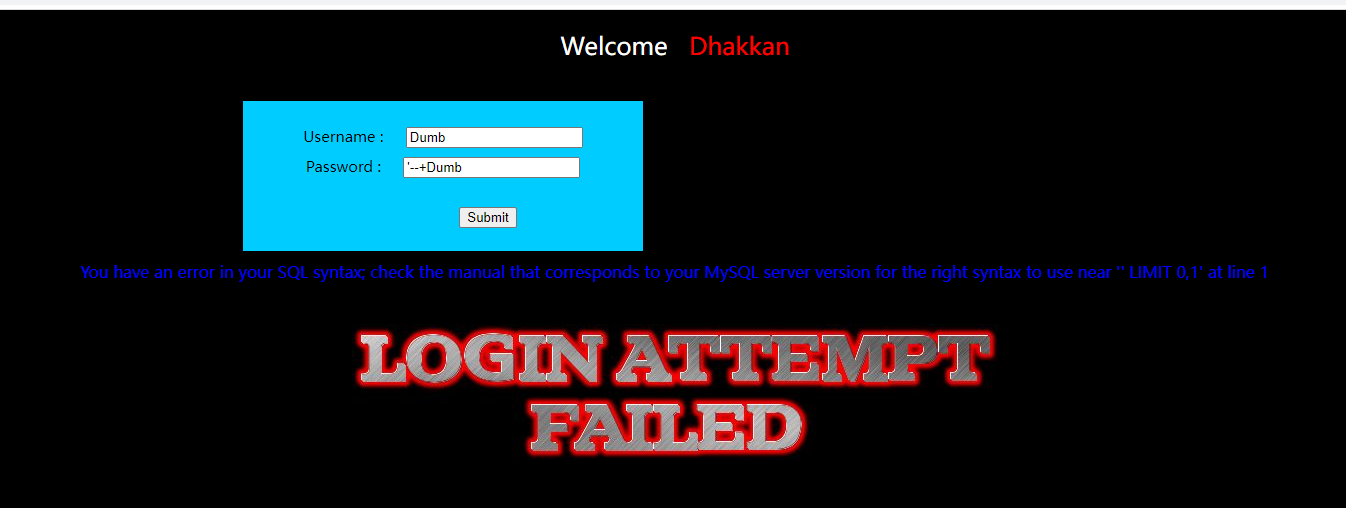 Welcome Dhakkan
Username : Dumb
Password : '--+Dumb
Submit
You have an error in your SQL syntax; check the manual that corresponds to your MySQL server version for the right syntax to use near '' LIMIT 0,1' at line 1
LOGIN ATTEMPT
FAILED